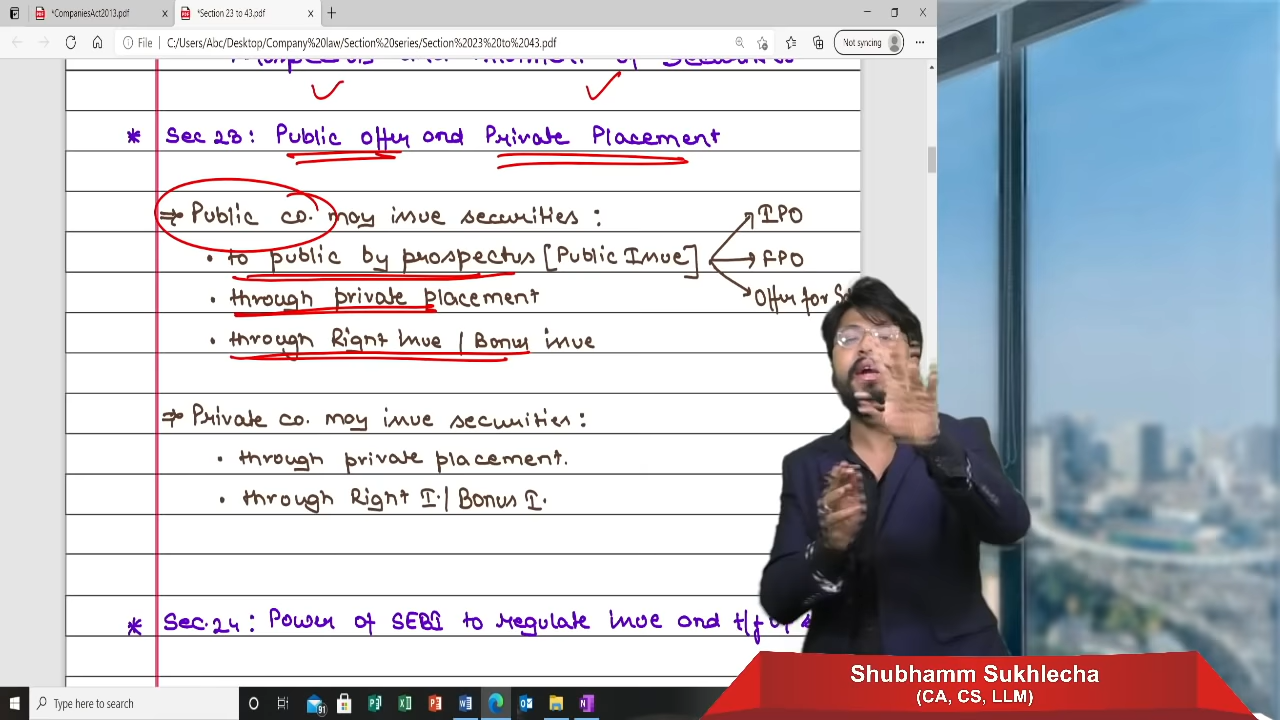 *CompaniesAct2013.pdf
*Section 23 to 43.pdf
File
C:/Users/Abc/Desktop/Company%20law/Section%20series/Section%2023%20to%2043.pdf
Not syncing
* Sec 23: Public Offer and Private Placement
⇒ Public co. may issue securities :
• to public by prospectus [Public Issue]
IPO
FPO
Offer for
• through private placement
• through Right issue / Bonus issue
⇒ Private co. may issue securities :
• through private placement.
• through Right I. / Bonus I.
* Sec. 24 : Power of SEBI to regulate issue and t/f of
Shubhamm Sukhlecha
(CA, CS, LLM)
Type here to search
91